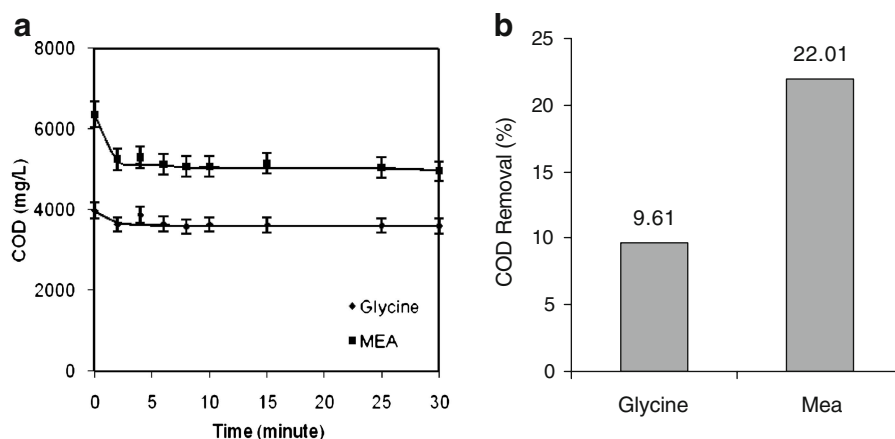 a
8000
6000
4000
2000
0
COD (mg/L)
Glycine
MEA
0 5 10 15 20 25 30
Time (minute)
b
25
20
15
10
5
0
COD Removal (%)
9.61
22.01
Glycine Mea